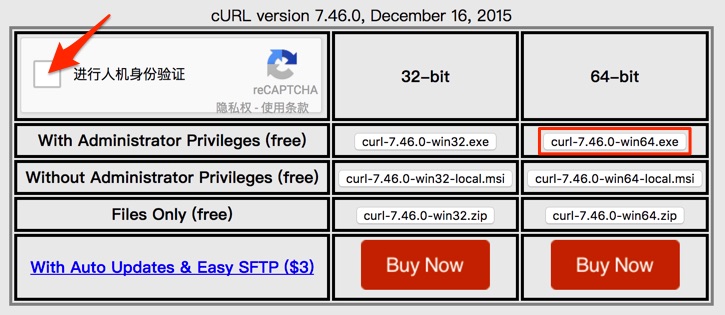 cURL version 7.46.0, December 16, 2015
进行人机身份验证
reCAPTCHA
隐私权 - 使用条款
32-bit
64-bit
With Administrator Privileges (free)
curl-7.46.0-win32.exe
curl-7.46.0-win64.exe
Without Administrator Privileges (free)
curl-7.46.0-win32-local.msi
curl-7.46.0-win64-local.msi
Files Only (free)
curl-7.46.0-win32.zip
curl-7.46.0-win64.zip
With Auto Updates & Easy SFTP ($3)
Buy Now
Buy Now